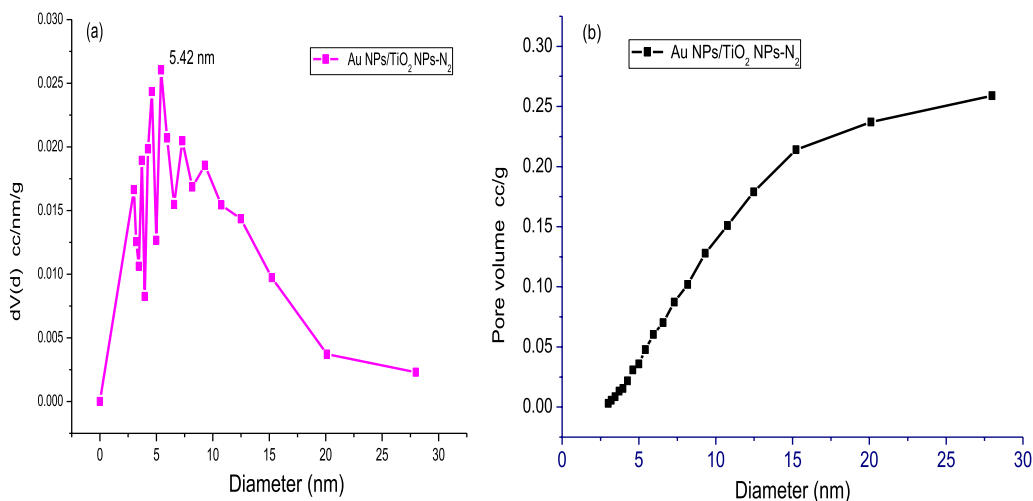 (a)
5.42 nm
Au NPs/TiO₂ NPs-N₂
0.030
0.025
0.020
0.015
0.010
0.005
0.000
dV(d) cc/nm/g
0 5 10 15 20 25 30
Diameter (nm)
(b)
Au NPs/TiO₂ NPs-N₂
0.25
0.20
0.15
0.10
0.05
0.00
Pore volume cc/g
0 5 10 15 20 25 30
Diameter (nm)